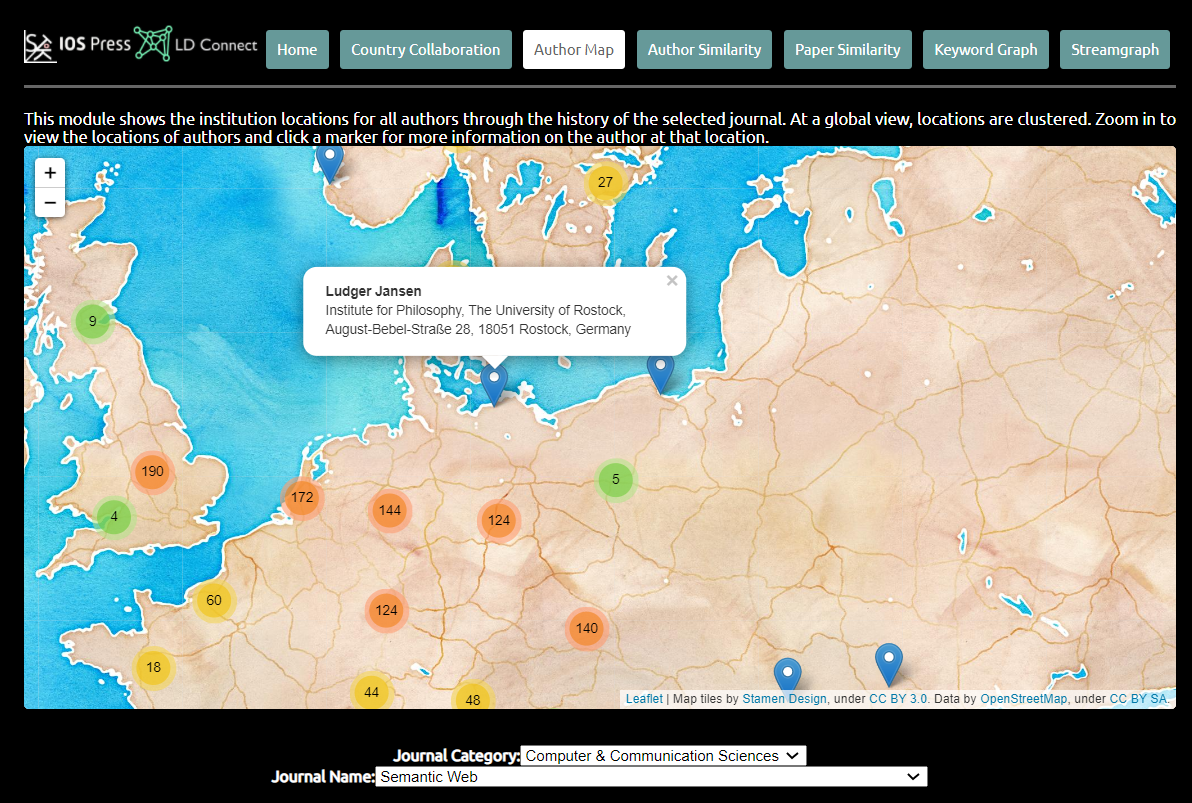 IOS Press LD Connect
Home
Country Collaboration
Author Map
Author Similarity
Paper Similarity
Keyword Graph
Streamgraph
This module shows the institution locations for all authors through the history of the selected journal. At a global view, locations are clustered. Zoom in to
view the locations of authors and click a marker for more information on the author at that location.
+
−
27
×
Ludger Jansen
Institute for Philosophy, The University of Rostock,
August-Bebel-Straße 28, 18051 Rostock, Germany
9
190
172
5
144
124
4
60
124
140
18
44
48
Leaflet | Map tiles by Stamen Design, under CC BY 3.0. Data by OpenStreetMap, under CC BY SA.
Journal Category: Computer & Communication Sciences
Journal Name: Semantic Web